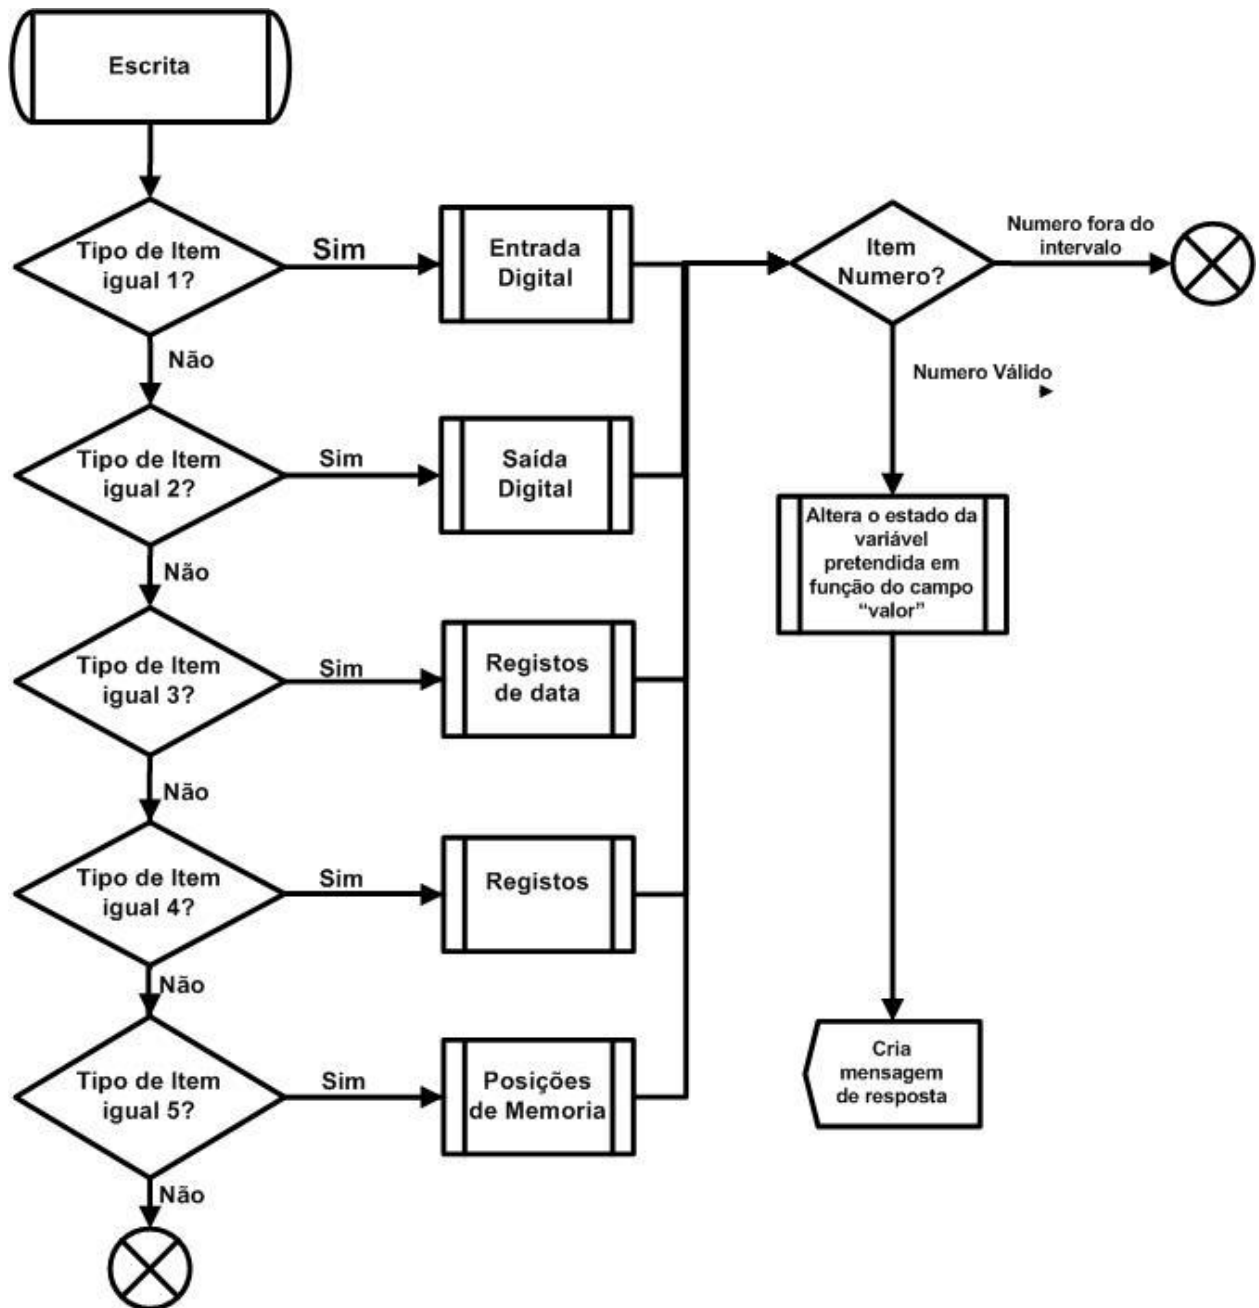 Escrita
Tipo de Item
igual 1?
Sim
Entrada
Digital
Item
Numero?
Numero fora do
intervalo
Não
Numero Válido
Tipo de Item
igual 2?
Sim
Saída
Digital
Altera o estado da
variável
pretendida em
função do campo
“valor”
Não
Tipo de Item
igual 3?
Sim
Registos
de data
Não
Tipo de Item
igual 4?
Sim
Registos
Não
Tipo de Item
igual 5?
Sim
Posições
de Memoria
Cria
mensagem
de resposta
Não